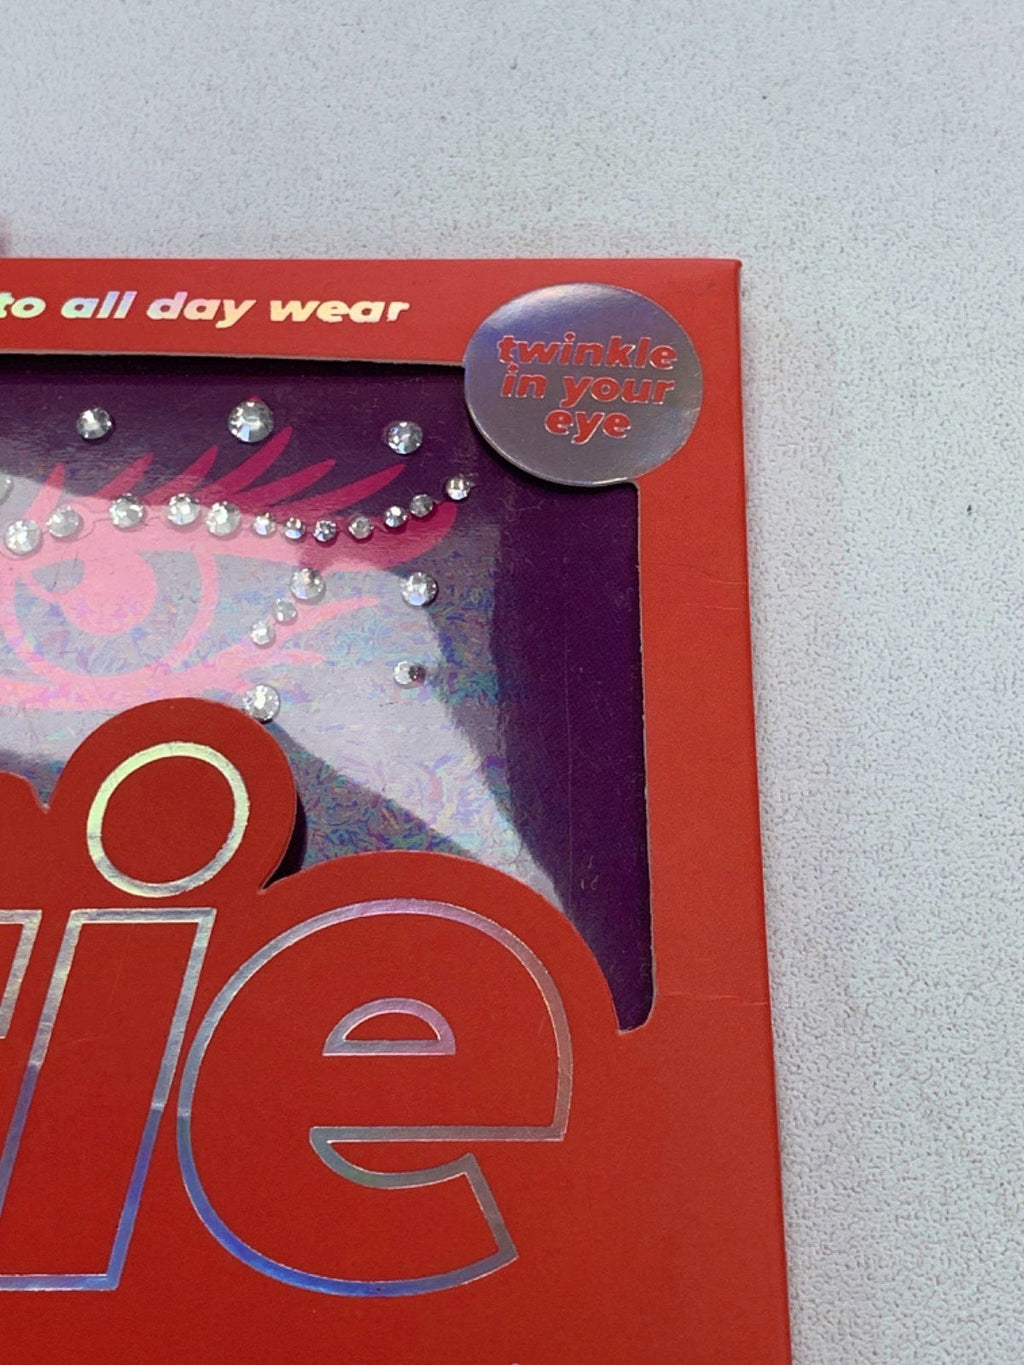 to all day wear
twinkle
in your
eye
ie